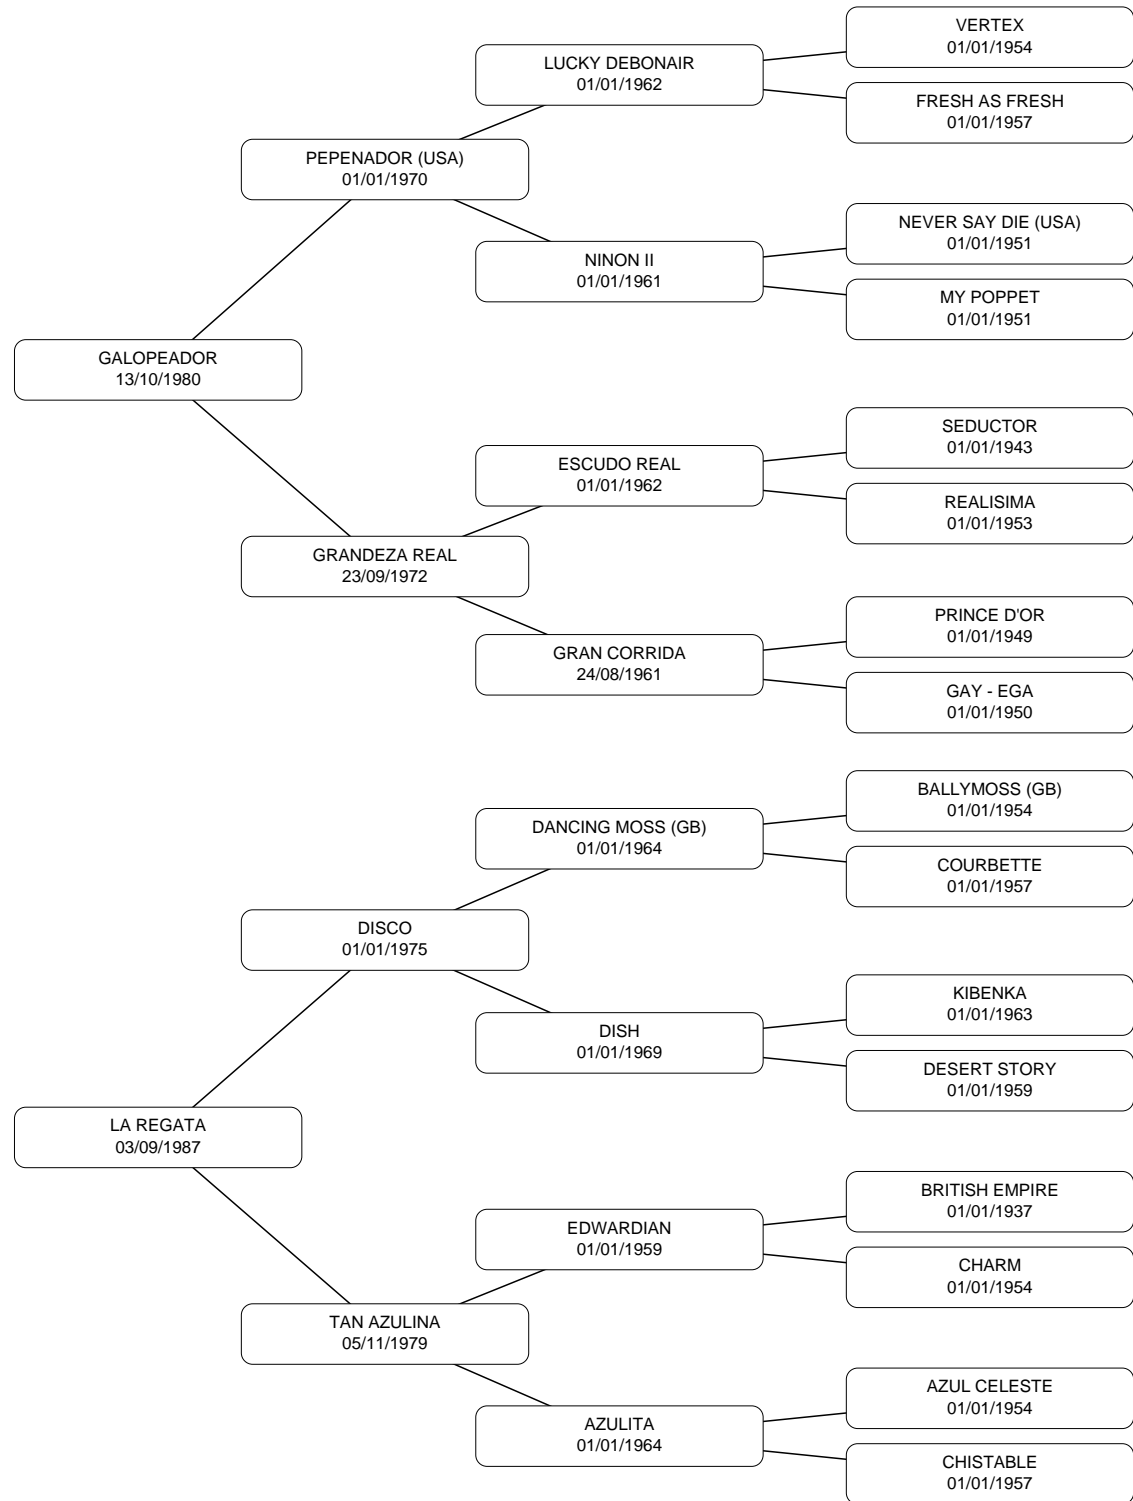 VERTEX
01/01/1954
LUCKY DEBONAIR
01/01/1962
FRESH AS FRESH
01/01/1957
PEPENADOR (USA)
01/01/1970
NEVER SAY DIE (USA)
01/01/1951
NINON II
01/01/1961
MY POPPET
01/01/1951
GALOPEADOR
13/10/1980
SEDUCTOR
01/01/1943
ESCUDO REAL
01/01/1962
REALISIMA
01/01/1953
GRANDEZA REAL
23/09/1972
PRINCE D'OR
01/01/1949
GRAN CORRIDA
24/08/1961
GAY - EGA
01/01/1950
BALLYMOSS (GB)
01/01/1954
DANCING MOSS (GB)
01/01/1964
COURBETTE
01/01/1957
DISCO
01/01/1975
KIBENKA
01/01/1963
DISH
01/01/1969
DESERT STORY
01/01/1959
LA REGATA
03/09/1987
BRITISH EMPIRE
01/01/1937
EDWARDIAN
01/01/1959
CHARM
01/01/1954
TAN AZULINA
05/11/1979
AZUL CELESTE
01/01/1954
AZULITA
01/01/1964
CHISTABLE
01/01/1957